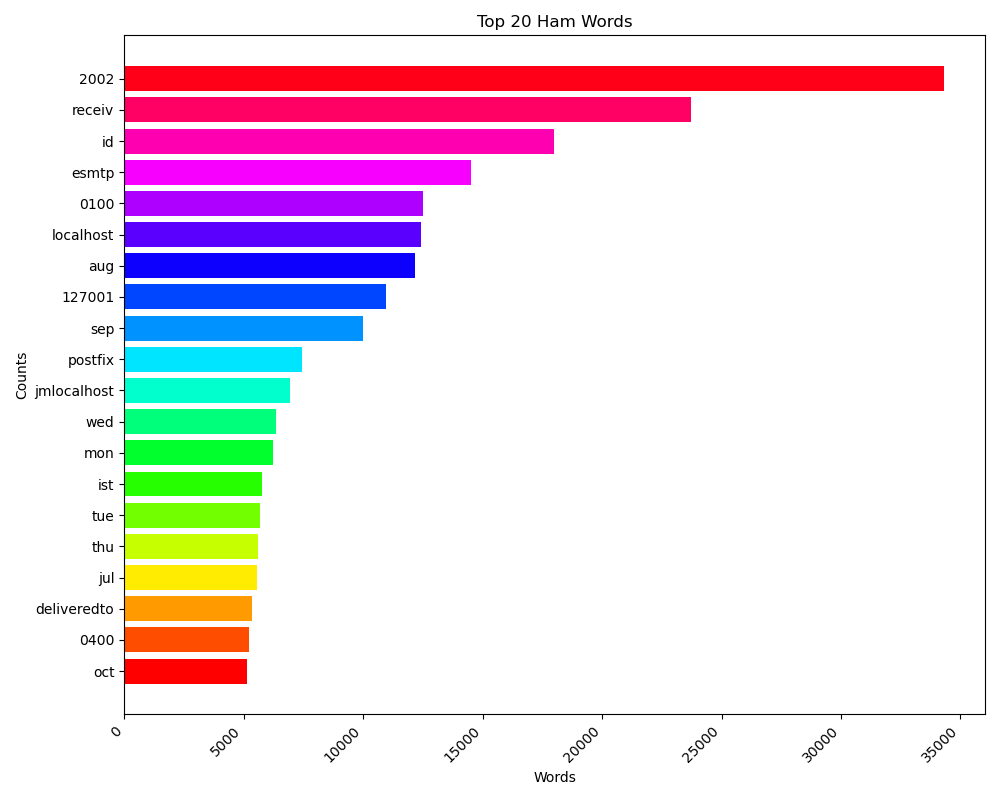 Top 20 Ham Words
2002
receiv
id
esmtp
0100
localhost
aug
127001
sep
postfix
jmlocalhost
wed
mon
ist
tue
thu
jul
deliveredto
0400
oct
Counts
0
5000
10000
15000
20000
25000
30000
35000
Words